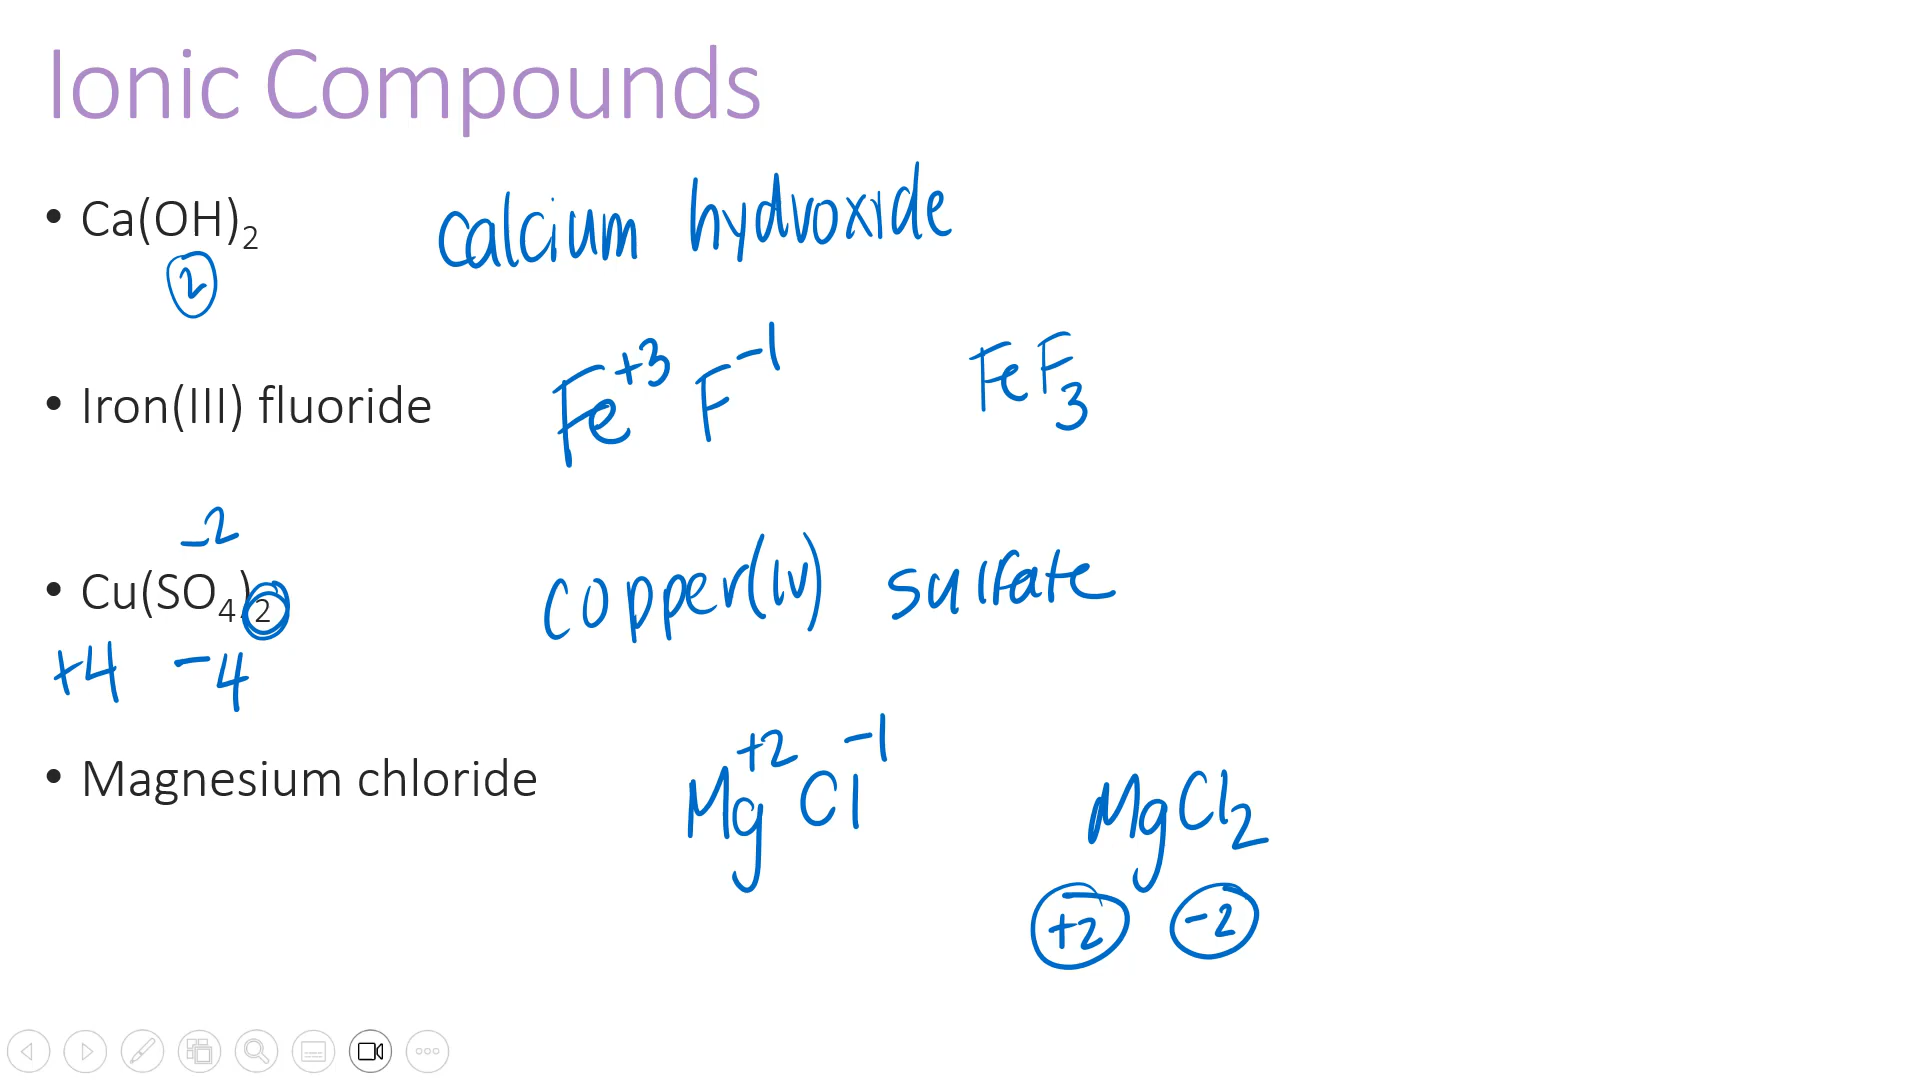 Ionic Compounds
• Ca(OH)₂ calcium hydroxide
2
• Iron(III) fluoride Fe⁺³ F⁻¹ FeF₃
-2
• Cu(SO₄)₂ copper(IV) sulfate
+4 -4
• Magnesium chloride Mg⁺² Cl⁻¹ MgCl₂
+2 -2